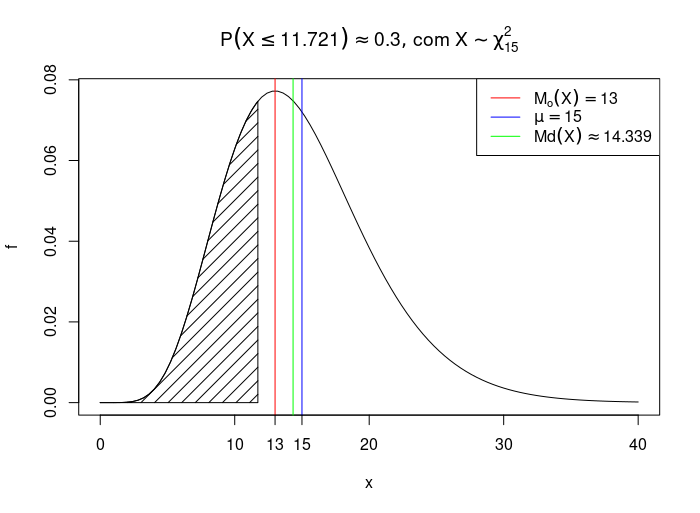 P(X ≤ 11.721) ≈ 0.3, com X ~ χ²₁₅
M₀(X) = 13
μ = 15
Md(X) ≈ 14.339
0.08
0.06
0.04
0.02
0.00
f
0 10 13 15 20 30 40
x